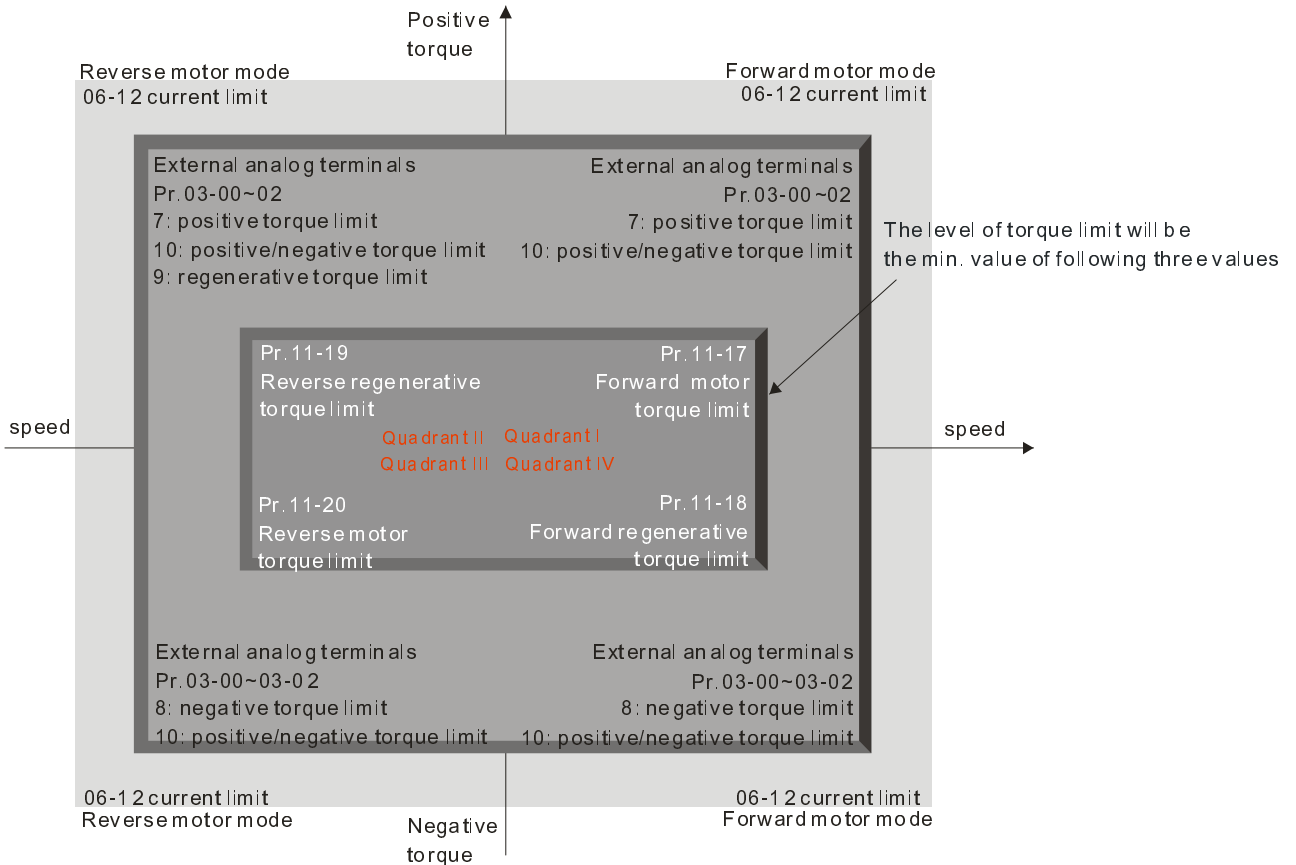 Positive
torque
Reverse motor mode
06-12 current limit
Forward motor mode
06-12 current limit
External analog terminals
Pr.03-00~02
7: positive torque limit
10: positive/negative torque limit
9: regenerative torque limit
External analog terminals
Pr.03-00~02
7: positive torque limit
10: positive/negative torque limit
The level of torque limit will be
the min. value of following three values
Pr.11-19
Reverse regenerative
torque limit
Pr.11-17
Forward motor
torque limit
speed
Quadrant II
Quadrant I
speed
Quadrant III
Quadrant IV
Pr.11-20
Reverse motor
torque limit
Pr.11-18
Forward regenerative
torque limit
External analog terminals
Pr.03-00~03-02
8: negative torque limit
10: positive/negative torque limit
External analog terminals
Pr.03-00~03-02
8: negative torque limit
10: positive/negative torque limit
06-12 current limit
Reverse motor mode
06-12 current limit
Forward motor mode
Negative
torque